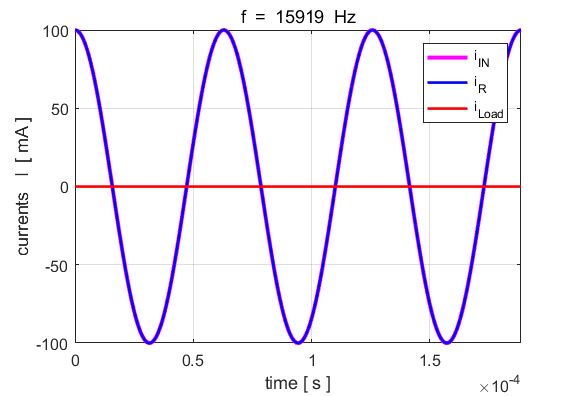 f = 15919 Hz
100
50
0
-50
-100
currents I [ mA ]
i_IN
i_R
i_Load
0 0.5 1 1.5
×10^-4
time [ s ]